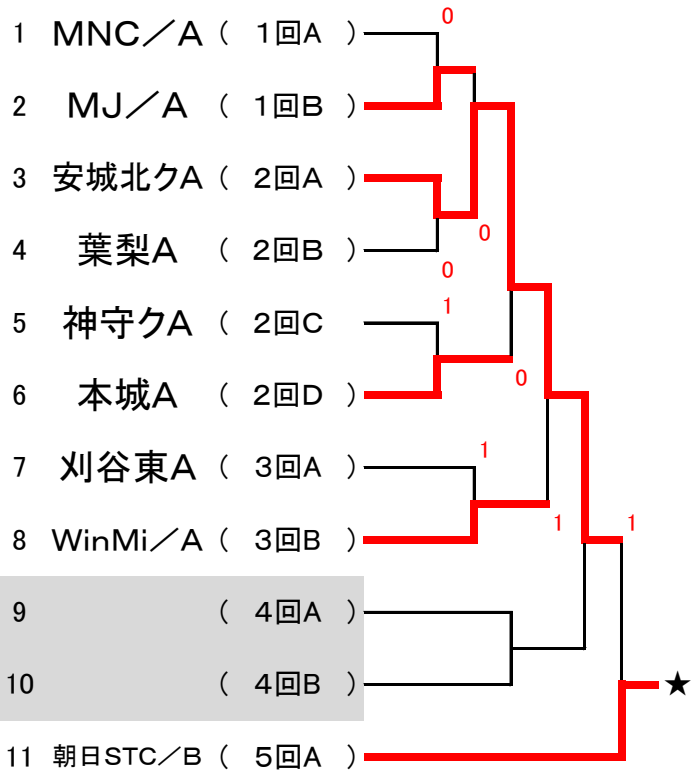 1 MNC／A ( 1回A )
0
2 MJ／A ( 1回B )
3 安城北クA ( 2回A )
0
4 葉梨A ( 2回B )
0
1
5 神守クA ( 2回C
0
6 本城A ( 2回D )
1
7 刈谷東A ( 3回A )
1 1
8 WinMi／A ( 3回B )
9 ( 4回A )
10 ( 4回B ) ★
11 朝日STC／B ( 5回A )